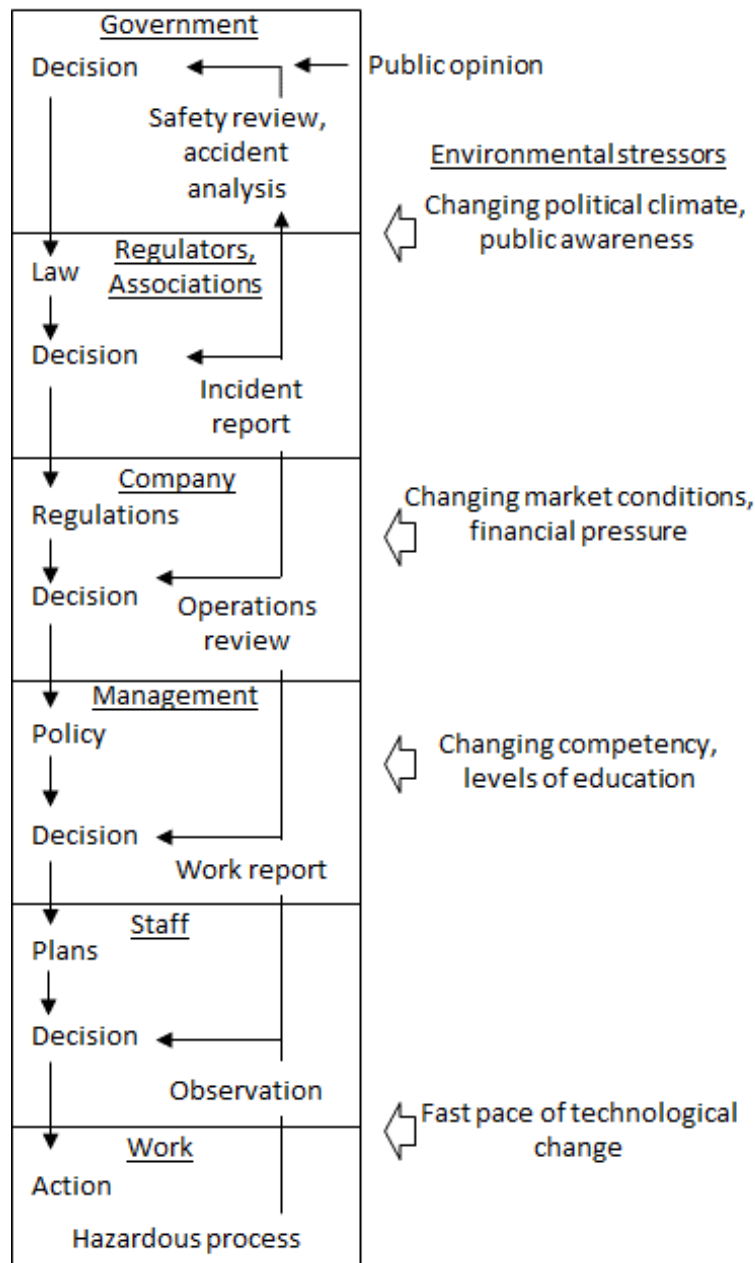 Government
Decision
Public opinion
Safety review,
accident
analysis
Environmental stressors
Changing political climate,
public awareness
Regulators,
Associations
Law
Decision
Incident
report
Company
Regulations
Changing market conditions,
financial pressure
Decision
Operations
review
Management
Policy
Changing competency,
levels of education
Decision
Work report
Staff
Plans
Decision
Observation
Fast pace of technological
change
Work
Action
Hazardous process